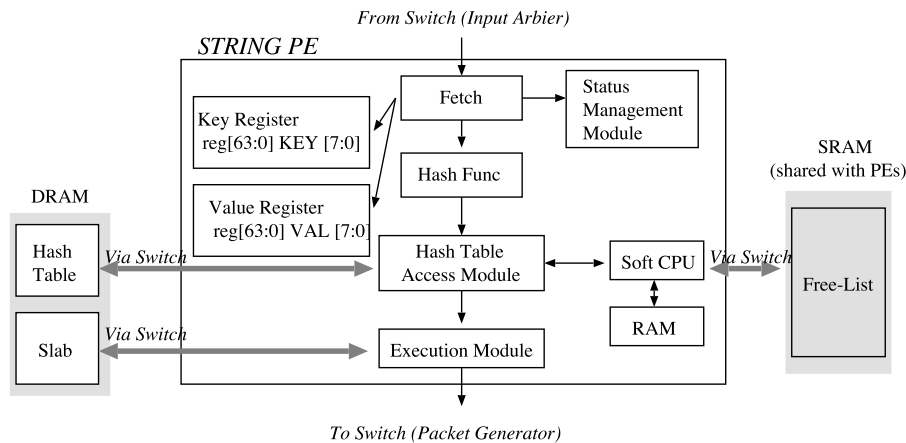 From Switch (Input Arbier)
STRING PE
Fetch
Status
Management
Module
Key Register
reg[63:0] KEY [7:0]
Hash Func
SRAM
(shared with PEs)
DRAM
Value Register
reg[63:0] VAL [7:0]
Hash
Table
Via Switch
Hash Table
Access Module
Soft CPU
Via Switch
Free-List
RAM
Slab
Via Switch
Execution Module
To Switch (Packet Generator)